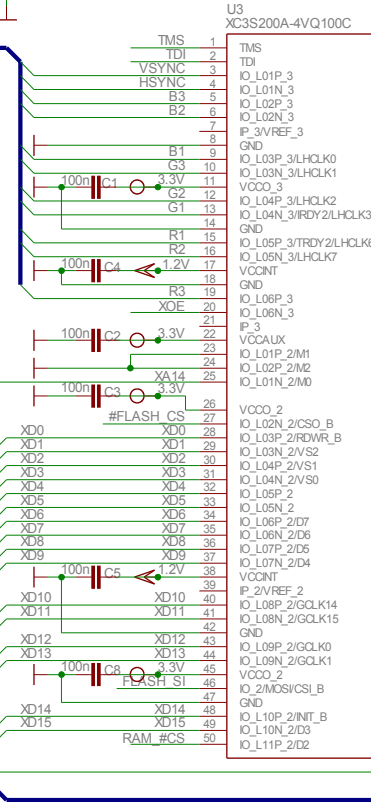 U3
XC3S200A-4VQ100C
TMS 1 TMS
TDI 2 TDI
VSYNC 3 IO_L01P_3
HSYNC 4 IO_L01N_3
B3 5 IO_L02P_3
B2 6 IO_L02N_3
7 IP_3/VREF_3
8 GND
B1 9 IO_L03P_3/LHCLK0
G3 10 IO_L03N_3/LHCLK1
100n C1 3.3V 11 VCCO_3
G2 12 IO_L04P_3/LHCLK2
G1 13 IO_L04N_3/IRDY2/LHCLK3
14 GND
R1 15 IO_L05P_3/TRDY2/LHCLK6
R2 16 IO_L05N_3/LHCLK7
100n C4 1.2V 17 VCCINT
18 GND
R3 19 IO_L06P_3
XOE 20 IO_L06N_3
21 IP_3
100n C2 3.3V 22 VCCAUX
23 IO_L01P_2/M1
24 IO_L02P_2/M2
XA14 25 IO_L01N_2/M0
100n C3 3.3V
26 VCCO_2
#FLASH_CS 27 IO_L02N_2/CSO_B
XD0 XD0 28 IO_L03P_2/RDWR_B
XD1 XD1 29 IO_L03N_2/VS2
XD2 XD2 30 IO_L04P_2/VS1
XD3 XD3 31 IO_L04N_2/VS0
XD4 XD4 32 IO_L05P_2
XD5 XD5 33 IO_L05N_2
XD6 XD6 34 IO_L06P_2/D7
XD7 XD7 35 IO_L06N_2/D6
XD8 XD8 36 IO_L07P_2/D5
XD9 XD9 37 IO_L07N_2/D4
100n C5 1.2V 38 VCCINT
39 IP_2/VREF_2
XD10 XD10 40 IO_L08P_2/GCLK14
XD11 XD11 41 IO_L08N_2/GCLK15
42 GND
XD12 XD12 43 IO_L09P_2/GCLK0
XD13 XD13 44 IO_L09N_2/GCLK1
100n C8 3.3V 45 VCCO_2
FLASH_SI 46 IO_2/MOSI/CSI_B
47 GND
XD14 XD14 48 IO_L10P_2/INIT_B
XD15 XD15 49 IO_L10N_2/D3
RAM_#CS 50 IO_L11P_2/D2